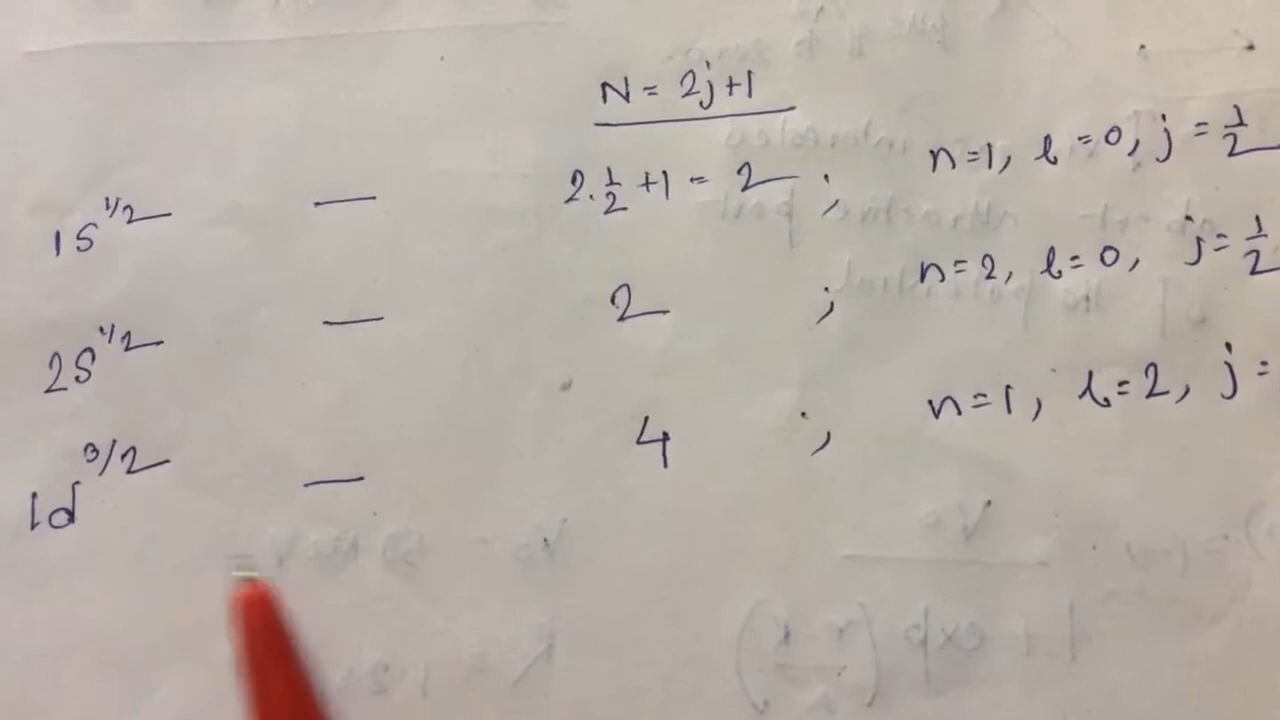 N = 2j+1
1s^1/2 — 2.1/2 +1 = 2 ; n=1, l=0, j=1/2
2s^1/2 — 2 ; n=2, l=0, j=1/2
1d^3/2 — 4 ; n=1, l=2, j=